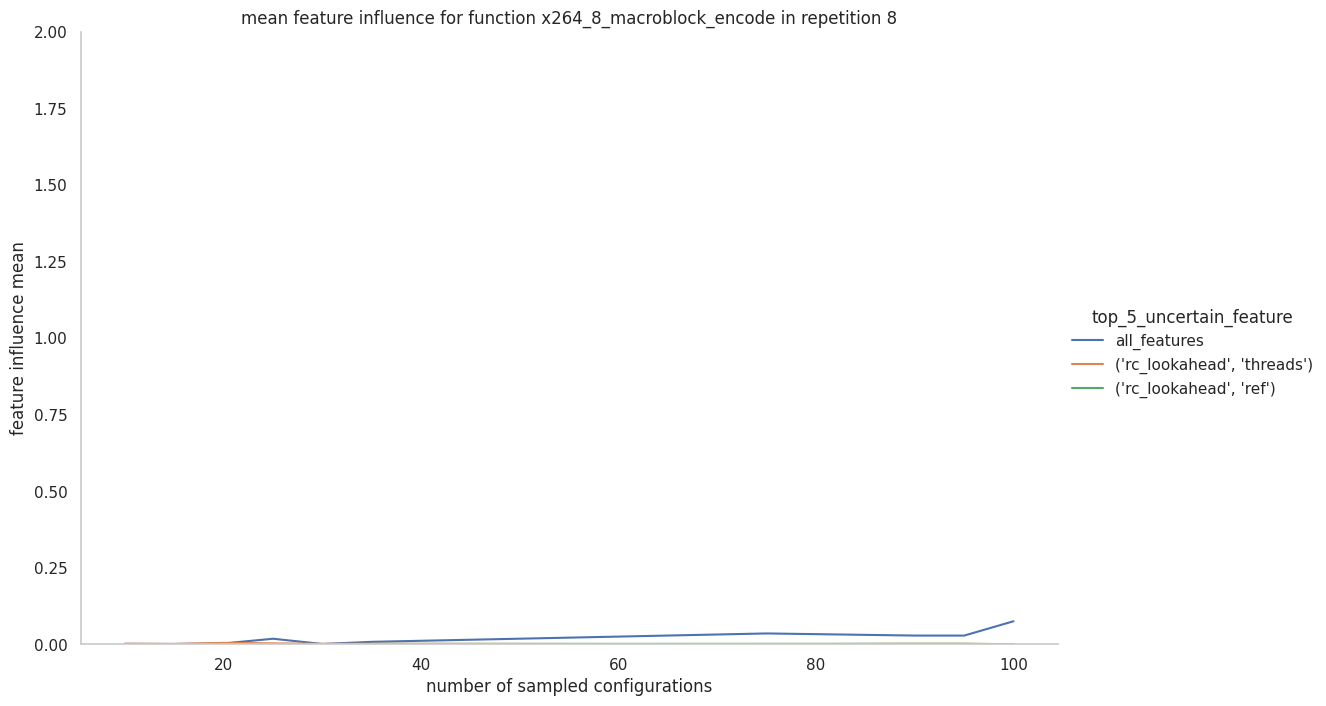 mean feature influence for function x264_8_macroblock_encode in repetition 8
2.00
1.75
1.50
1.25
1.00
0.75
0.50
0.25
0.00
feature influence mean
20 40 60 80 100
number of sampled configurations
top_5_uncertain_feature
all_features
('rc_lookahead', 'threads')
('rc_lookahead', 'ref')